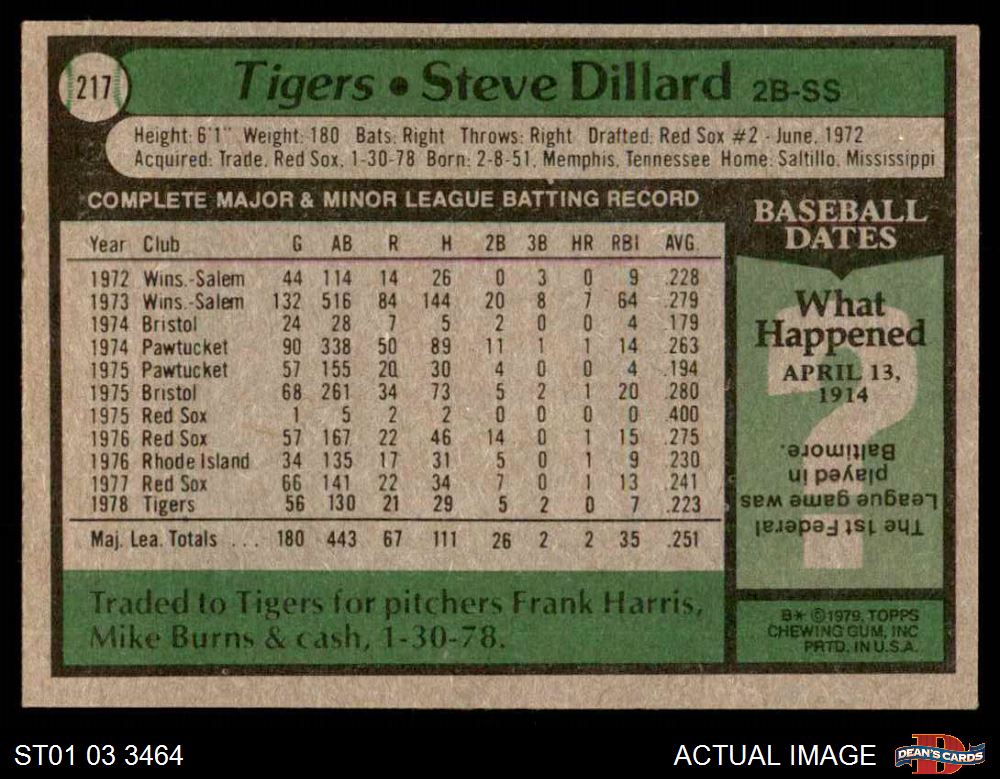 217
Tigers • Steve Dillard 2B-SS
Height: 6'1" Weight: 180 Bats: Right Throws: Right Drafted: Red Sox #2 - June, 1972
Acquired: Trade, Red Sox, 1-30-78 Born: 2-8-51, Memphis, Tennessee Home: Saltillo, Mississippi
COMPLETE MAJOR & MINOR LEAGUE BATTING RECORD
Year Club G AB R H 2B 3B HR RBI AVG.
1972 Wins.-Salem 44 114 14 26 0 3 0 9 .228
1973 Wins.-Salem 132 516 84 144 20 8 7 64 .279
1974 Bristol 24 28 7 5 2 0 0 4 .179
1974 Pawtucket 90 338 50 89 11 1 1 14 .263
1975 Pawtucket 57 155 20 30 4 0 0 4 .194
1975 Bristol 68 261 34 73 5 2 1 20 .280
1975 Red Sox 1 5 2 2 0 0 0 0 .400
1976 Red Sox 57 167 22 46 14 0 1 15 .275
1976 Rhode Island 34 135 17 31 5 0 1 9 .230
1977 Red Sox 66 141 22 34 7 0 1 13 .241
1978 Tigers 56 130 21 29 5 2 0 7 .223
Maj. Lea. Totals ... 180 443 67 111 26 2 2 35 .251
Traded to Tigers for pitchers Frank Harris,
Mike Burns & cash, 1-30-78.
BASEBALL
DATES
What
Happened
APRIL 13,
1914
?
The 1st Federal
League game was
played in
Baltimore.
B* ©1979, TOPPS
CHEWING GUM, INC
PRTD. IN U.S.A.
ST01 03 3464
ACTUAL IMAGE
D
DEAN'S CARDS